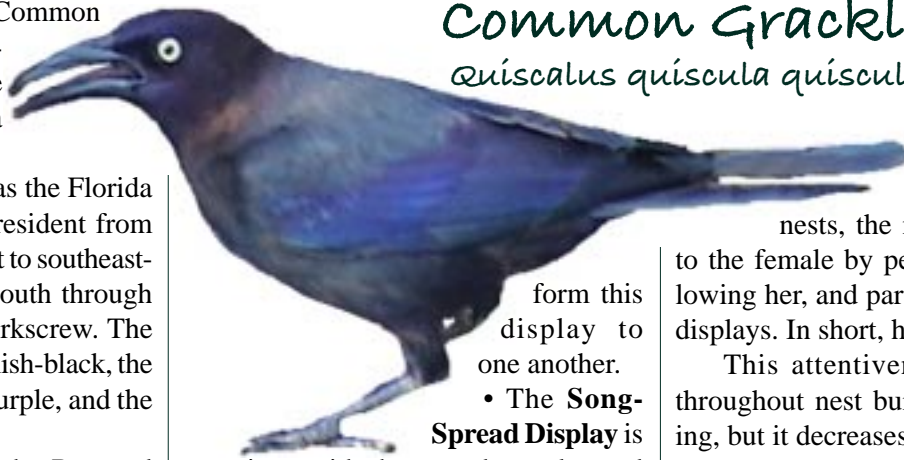 Common Grackl
Quiscalus quiscula quiscul
Common
as the Florida
resident from
t to southeast-
outh through
rkscrew. The
ish-black, the
urple, and the
form this
display to
one another.
• The Song-
Spread Display is
nests, the
to the female by pe
lowing her, and par
displays. In short, h
This attentiver
throughout nest bu
ing, but it decreases